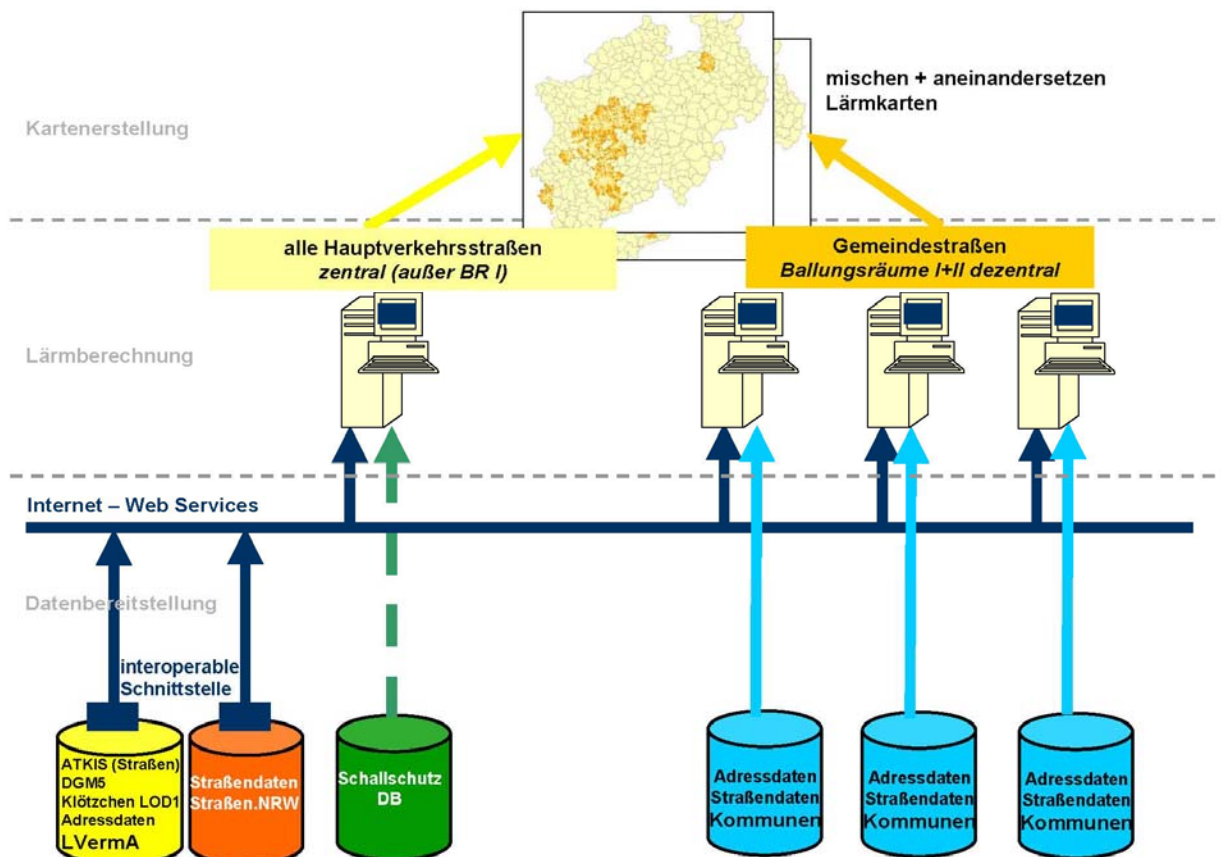 mischen + aneinandersetzen
Lärmkarten
Kartenerstellung
alle Hauptverkehrsstraßen
zentral (außer BR I)
Gemeindestraßen
Ballungsräume I+II dezentral
Lärmberechnung
Internet – Web Services
Datenbereitstellung
interoperable
Schnittstelle
ATKIS (Straßen)
DGM5
Klötzchen LOD1
Adressdaten
LVermA
Straßendaten
Straßen.NRW
Schallschutz
DB
Adressdaten
Straßendaten
Kommunen
Adressdaten
Straßendaten
Kommunen
Adressdaten
Straßendaten
Kommunen